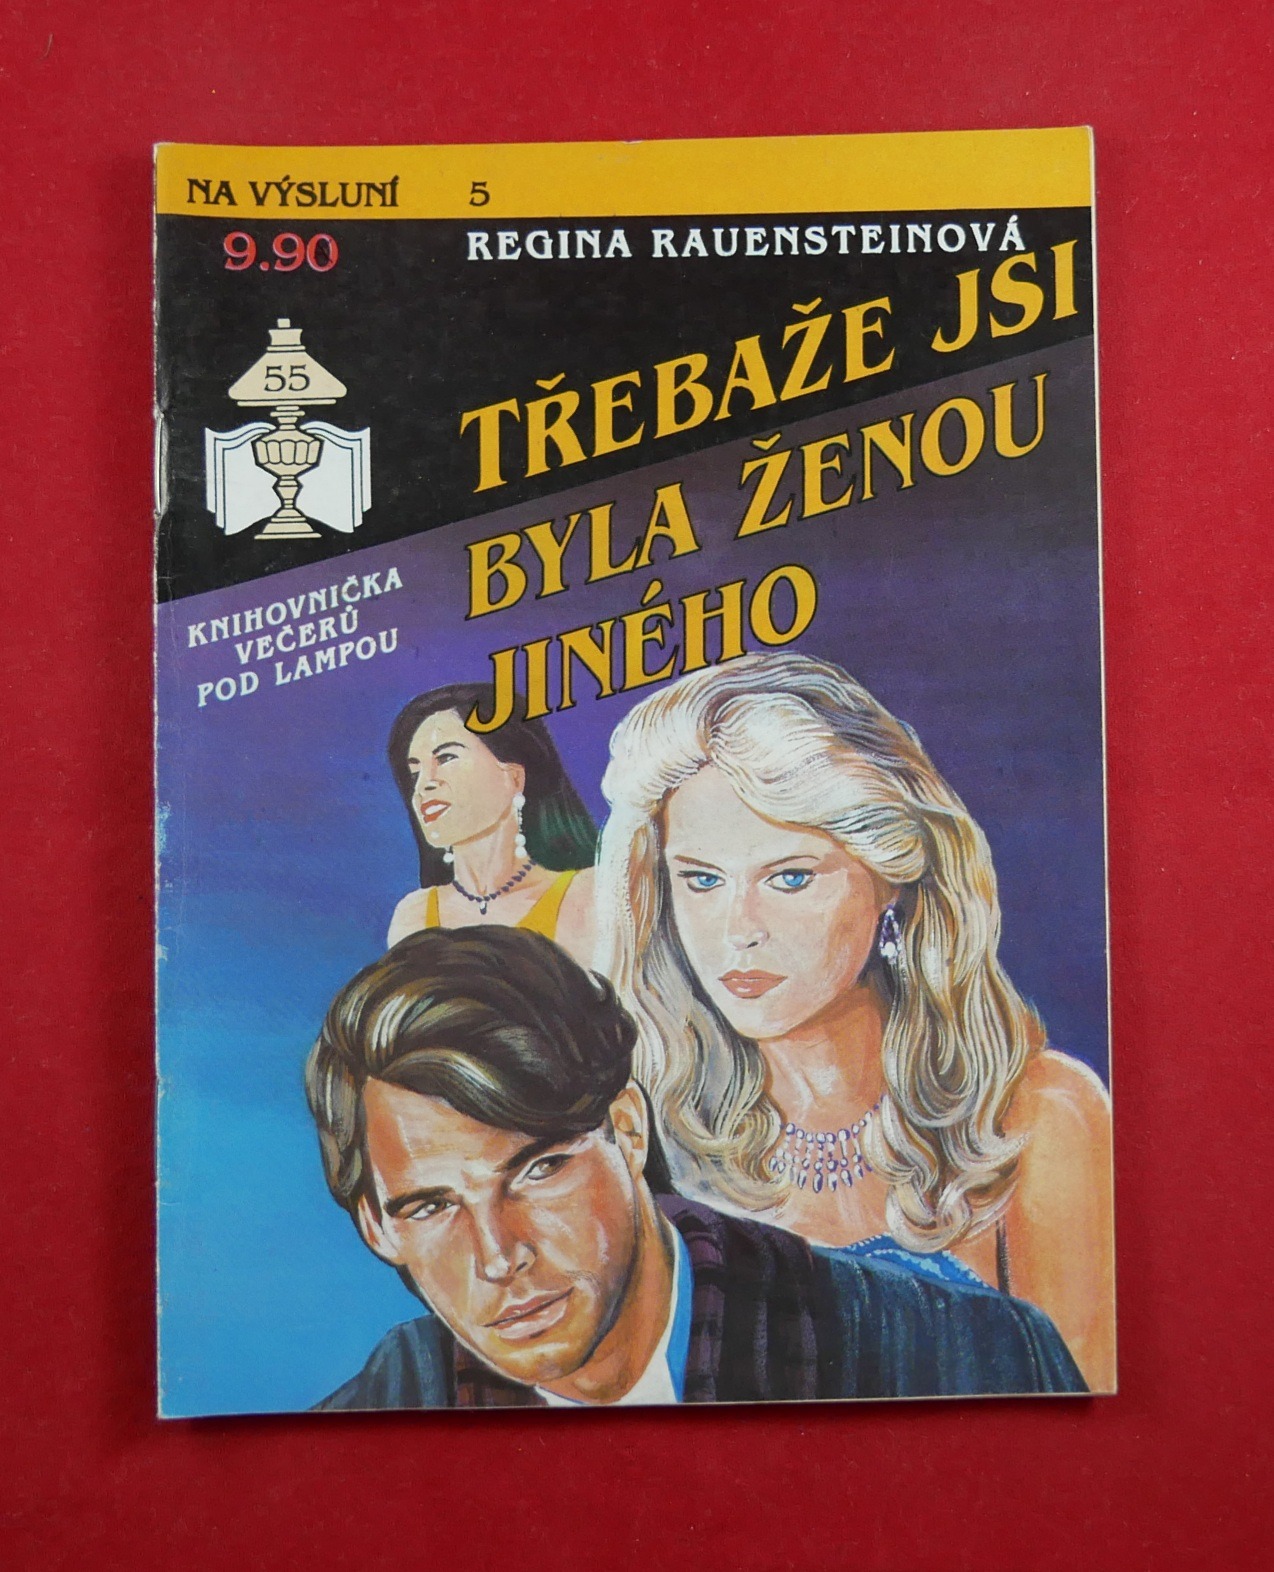 NA VÝSLUNÍ 5
9.90
REGINA RAUENSTEINOVÁ
TŘEBAŽE JSI
BYLA ŽENOU
JINÉHO
55
KNIHOVNIČKA
VEČERŮ
POD LAMPOU